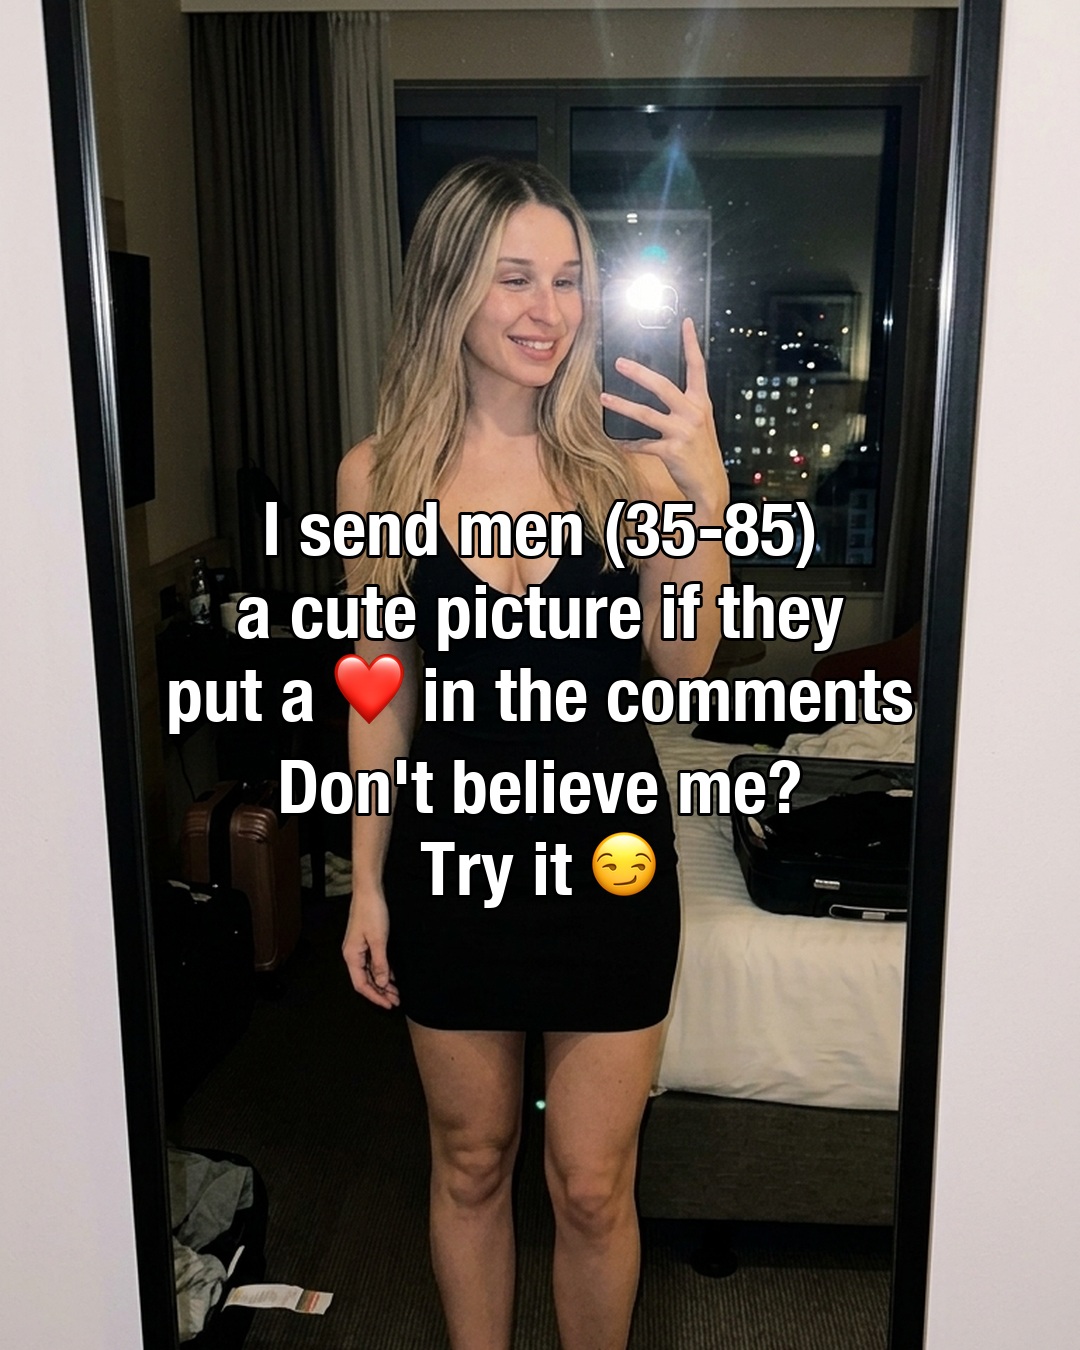 I send men (35-85)
a cute picture if they
put a ❤️ in the comments
Don't believe me?
Try it 😏